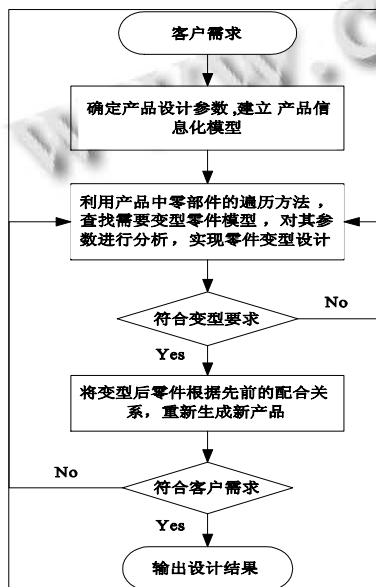 客户需求
确定产品设计参数,建立 产品信
息化模型
利用产品中零部件的遍历方法，
查找需要变型零件模型，对其参
数进行分析，实现零件变型设计
符合变型要求
No
Yes
将变型后零件根据先前的配合关
系，重新生成新产品
No
符合客户需求
Yes
输出设计结果